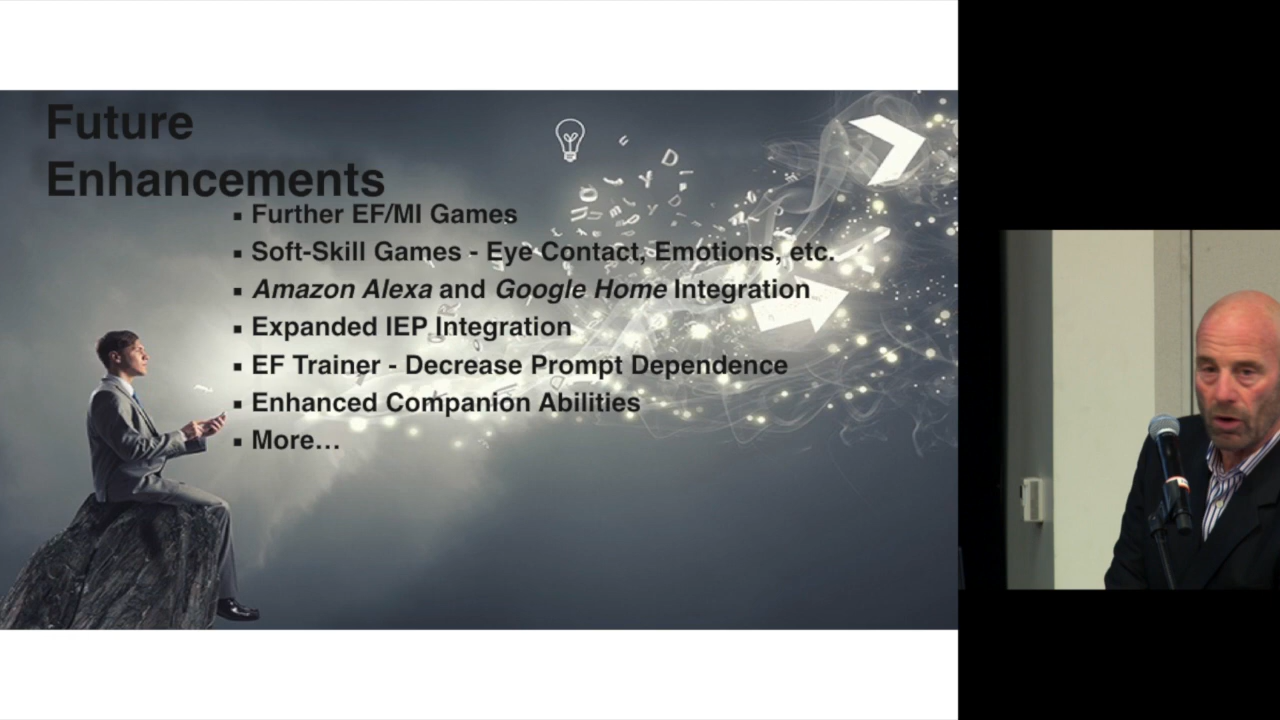 Future
Enhancements
▪ Further EF/MI Games
▪ Soft-Skill Games - Eye Contact, Emotions, etc.
▪ Amazon Alexa and Google Home Integration
▪ Expanded IEP Integration
▪ EF Trainer - Decrease Prompt Dependence
▪ Enhanced Companion Abilities
▪ More…